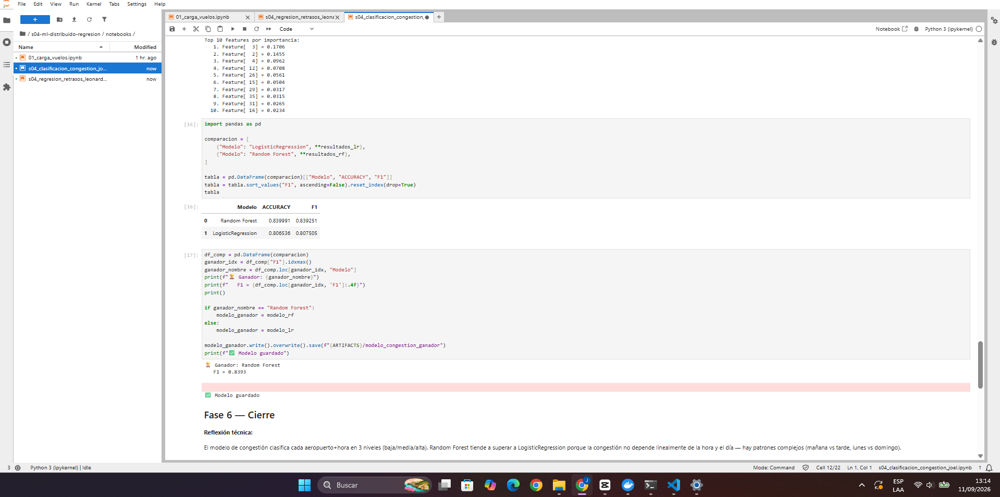 File Edit View Run Kernel Tabs Settings Help
01_carga_vuelos.ipynb
s04_regresion_retrasos_leona
s04_clasificacion_congestion_
Code
Notebook
Python 3 (ipykernel)
/ s04-ml-distribuido-regresion / notebooks /
Name Modified
01_carga_vuelos.ipynb 1 hr. ago
s04_clasificacion_congestion_jo... now
s04_regresion_retrasos_leonard... now
Top 10 features por importancia:
1. Feature[ 3] = 0.1706
2. Feature[ 2] = 0.1455
3. Feature[ 4] = 0.0962
4. Feature[ 12] = 0.0708
5. Feature[ 26] = 0.0561
6. Feature[ 15] = 0.0504
7. Feature[ 29] = 0.0317
8. Feature[ 35] = 0.0315
9. Feature[ 31] = 0.0265
10. Feature[ 16] = 0.0234
[16]: import pandas as pd
comparacion = [
{"Modelo": "LogisticRegression", **resultados_lr},
{"Modelo": "Random Forest", **resultados_rf},
]
tabla = pd.DataFrame(comparacion)[["Modelo", "ACCURACY", "F1"]]
tabla = tabla.sort_values("F1", ascending=False).reset_index(drop=True)
tabla
[16]: Modelo ACCURACY F1
0 Random Forest 0.839991 0.839251
1 LogisticRegression 0.806536 0.807505
[17]: df_comp = pd.DataFrame(comparacion)
ganador_idx = df_comp["F1"].idxmax()
ganador_nombre = df_comp.loc[ganador_idx, "Modelo"]
print(f"🏆 Ganador: {ganador_nombre}")
print(f"   F1 = {df_comp.loc[ganador_idx, 'F1']:.4f}")
print()
if ganador_nombre == "Random Forest":
modelo_ganador = modelo_rf
else:
modelo_ganador = modelo_lr
modelo_ganador.write().overwrite().save(f"{ARTIFACTS}/modelo_congestion_ganador")
print(f"✅ Modelo guardado")
🏆 Ganador: Random Forest
F1 = 0.8393
✅ Modelo guardado
Fase 6 — Cierre
Reflexión técnica:
El modelo de congestión clasifica cada aeropuerto+hora en 3 niveles (baja/media/alta). Random Forest tiende a superar a LogisticRegression porque la congestión no depende linealmente de la hora y el día — hay patrones complejos (mañana vs tarde, lunes vs domingo).
3 Python 3 (ipykernel) | Idle
Mode: Command Cell 12/22 Ln 1, Col 1 s04_clasificacion_congestion_joel.ipynb 1
Buscar
J
ESP
LAA
13:14
11/09/2026